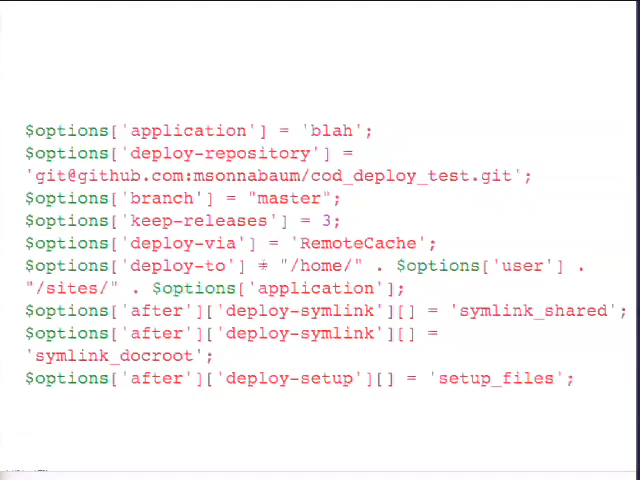 $options['application'] = 'blah';
$options['deploy-repository'] =
'git@github.com:msonnabaum/cod_deploy_test.git';
$options['branch'] = "master";
$options['keep-releases'] = 3;
$options['deploy-via'] = 'RemoteCache';
$options['deploy-to'] = "/home/" . $options['user'] .
"/sites/" . $options['application'];
$options['after']['deploy-symlink'][] = 'symlink_shared';
$options['after']['deploy-symlink'][] =
'symlink_docroot';
$options['after']['deploy-setup'][] = 'setup_files';